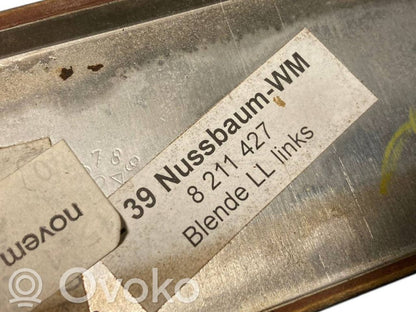 39 Nussbaum-WM
8 211 427
Blende LL links
novem
Ovoko